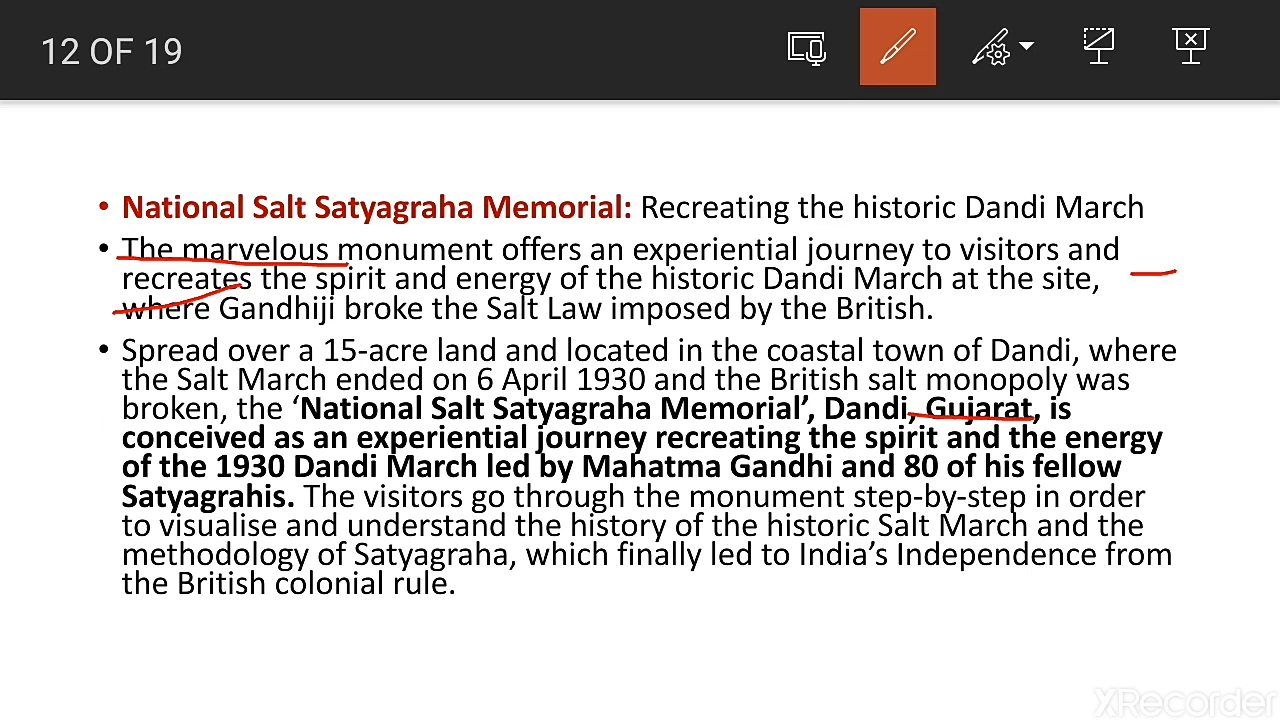 12 OF 19
• National Salt Satyagraha Memorial: Recreating the historic Dandi March
• The marvelous monument offers an experiential journey to visitors and
recreates the spirit and energy of the historic Dandi March at the site,
where Gandhiji broke the Salt Law imposed by the British.
• Spread over a 15-acre land and located in the coastal town of Dandi, where
the Salt March ended on 6 April 1930 and the British salt monopoly was
broken, the ‘National Salt Satyagraha Memorial’, Dandi, Gujarat, is
conceived as an experiential journey recreating the spirit and the energy
of the 1930 Dandi March led by Mahatma Gandhi and 80 of his fellow
Satyagrahis. The visitors go through the monument step-by-step in order
to visualise and understand the history of the historic Salt March and the
methodology of Satyagraha, which finally led to India’s Independence from
the British colonial rule.
XRecorder